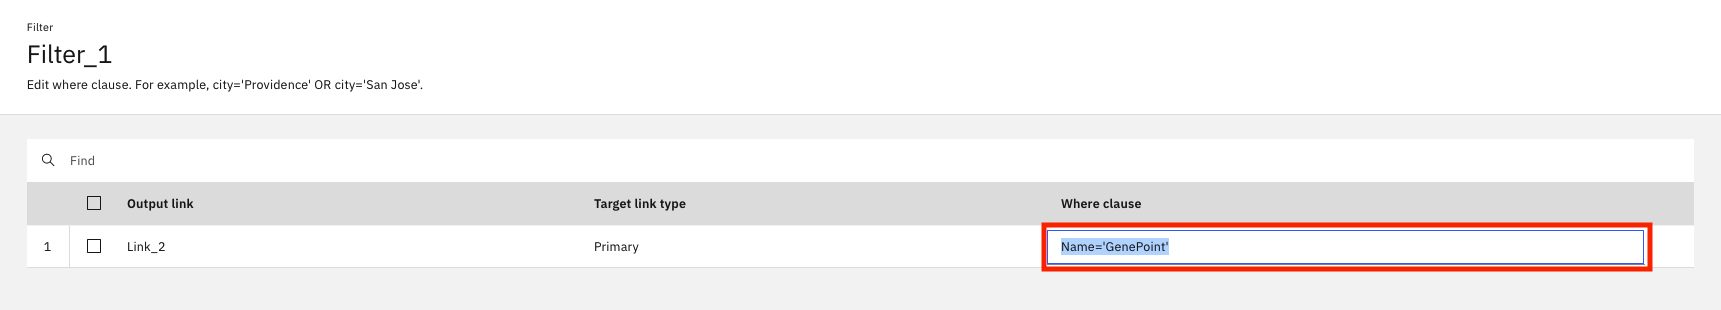 Filter
Filter_1
Edit where clause. For example, city='Providence' OR city='San Jose'.
Find
Output link Target link type Where clause
1 Link_2 Primary Name='GenePoint'